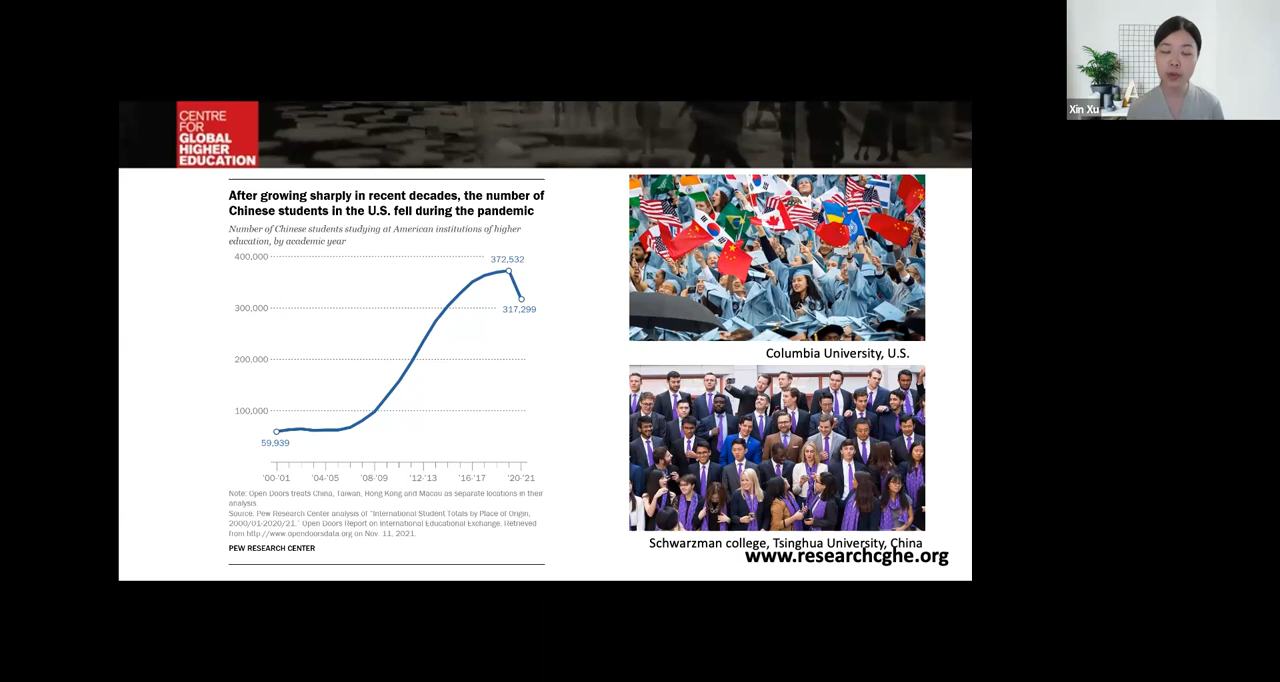 CENTRE
FOR
GLOBAL
HIGHER
EDUCATION
After growing sharply in recent decades, the number of
Chinese students in the U.S. fell during the pandemic
Number of Chinese students studying at American institutions of higher
education, by academic year
400,000
372,532
300,000
317,299
200,000
100,000
59,939
'00-'01
'04-'05
'08-'09
'12-'13
'16-'17
'20-'21
Note: Open Doors treats China, Taiwan, Hong Kong and Macau as separate locations in their
analysis.
Source: Pew Research Center analysis of "International Student Totals by Place of Origin,
2000/01-2020/21." Open Doors Report on International Educational Exchange. Retrieved
from http://www.opendoorsdata.org on Nov. 11, 2021.
PEW RESEARCH CENTER
Columbia University, U.S.
Schwarzman college, Tsinghua University, China
www.researchcghe.org
Xin Xu
A